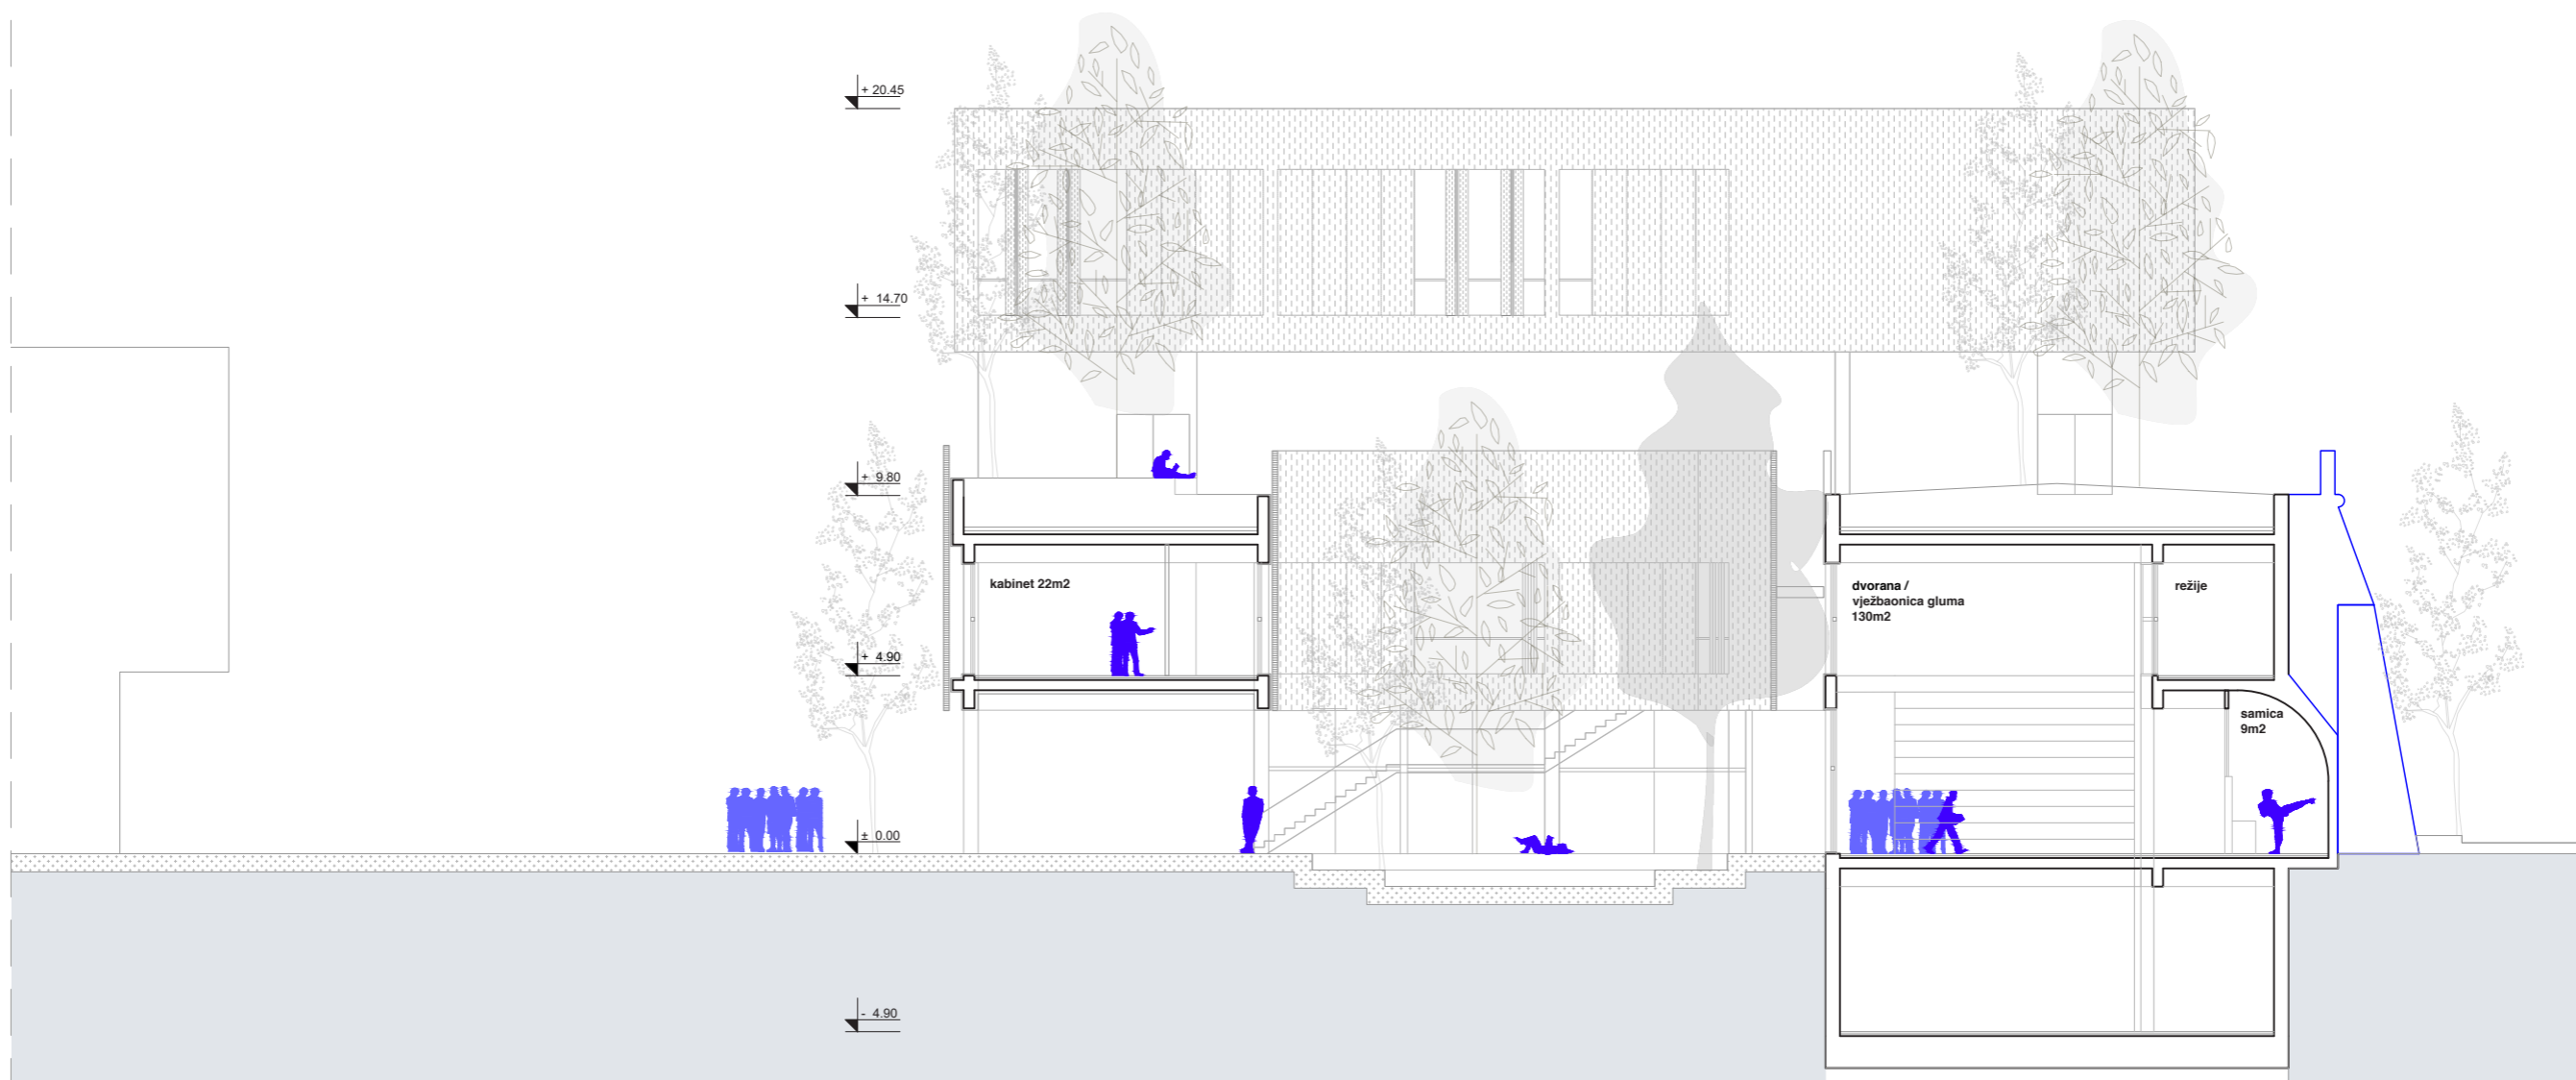 + 20.45
+ 14.70
+ 9.80
kabinet 22m2
dvorana /
vježbaonica gluma
130m2
režije
+ 4.90
samica
9m2
± 0.00
- 4.90